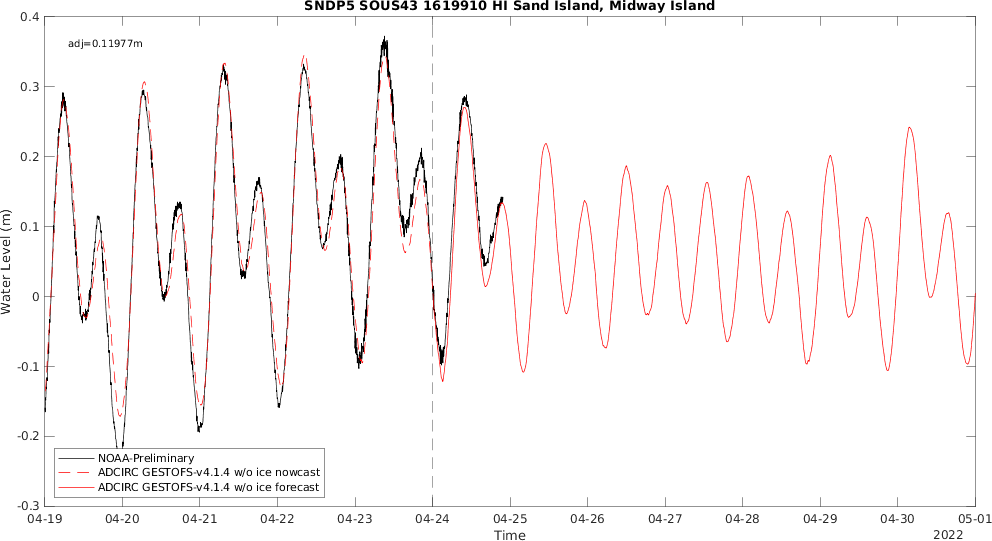 SNDP5 SOUS43 1619910 HI Sand Island, Midway Island
adj=0.11977m
0.4
0.3
0.2
0.1
0
-0.1
-0.2
-0.3
Water Level (m)
NOAA-Preliminary
ADCIRC GESTOFS-v4.1.4 w/o ice nowcast
ADCIRC GESTOFS-v4.1.4 w/o ice forecast
04-19 04-20 04-21 04-22 04-23 04-24 04-25 04-26 04-27 04-28 04-29 04-30 05-01
Time
2022